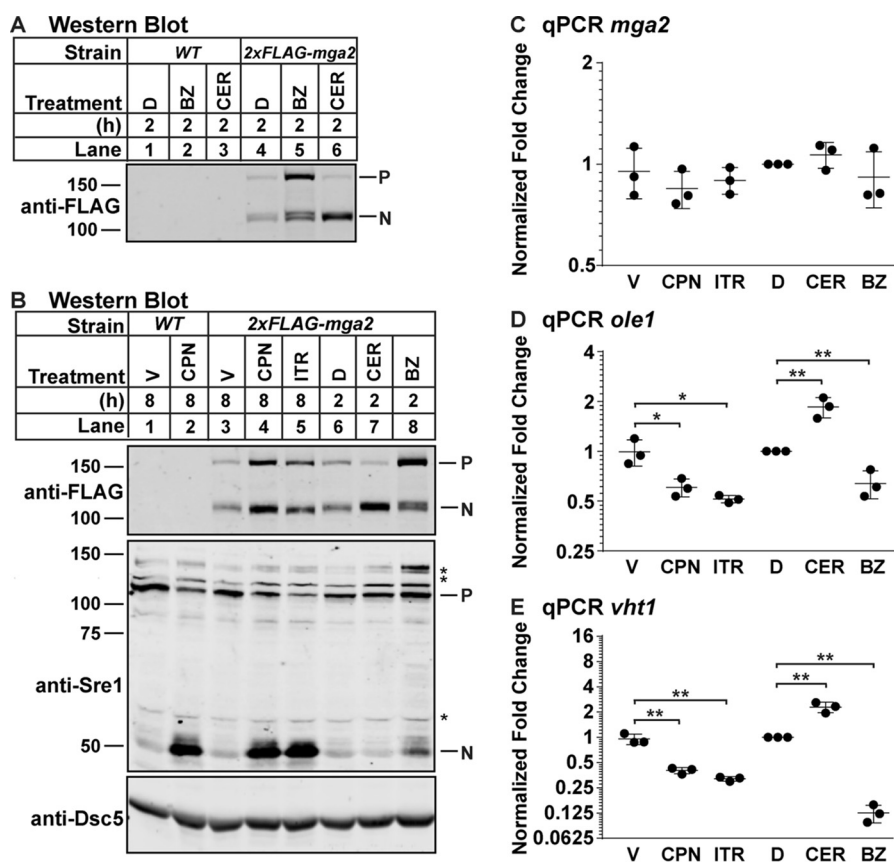 A Western Blot
Strain WT 2xFLAG-mga2
Treatment D BZ CER D BZ CER
(h) 2 2 2 2 2 2
Lane 1 2 3 4 5 6
150
anti-FLAG
100
P
N
B Western Blot
Strain WT 2xFLAG-mga2
Treatment V CPN V CPN ITR D CER BZ
(h) 8 8 8 8 8 2 2 2
Lane 1 2 3 4 5 6 7 8
150
anti-FLAG
100
P
N
150
100
75
anti-Sre1
50
*
*
P
*
N
anti-Dsc5
C qPCR mga2
Normalized Fold Change
2
1
0.5
V CPN ITR D CER BZ
D qPCR ole1
Normalized Fold Change
4
2
1
0.5
0.25
*
*
**
**
V CPN ITR D CER BZ
E qPCR vht1
Normalized Fold Change
16
8
4
2
1
0.5
0.25
0.125
0.0625
**
**
**
**
V CPN ITR D CER BZ